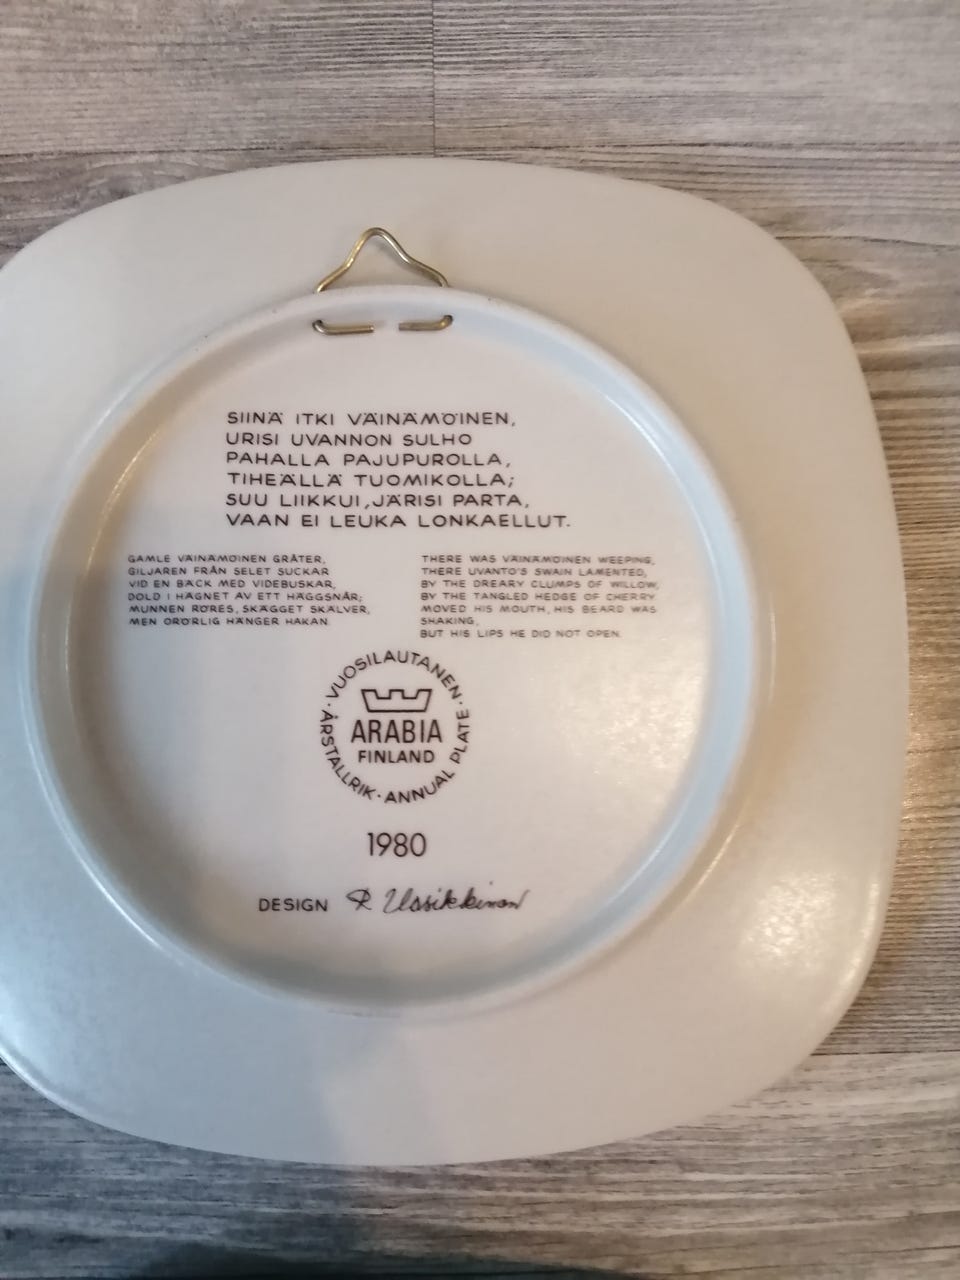 SIINÄ ITKI VÄINÄMÖINEN,
URISI UVANNON SULHO
PAHALLA PAJUPUROLLA,
TIHEÄLLÄ TUOMIKOLLA;
SUU LIIKKUI, JÄRISI PARTA,
VAAN EI LEUKA LONKAELLUT.
GAMLE VÄINÄMÖINEN GRÅTER,
GILJAREN FRÅN SELET SUCKAR
VID EN BÄCK MED VIDEBUSKAR,
DOLD I HÄGNET AV ETT HÄGGSNÅR;
MUNNEN RÖRES, SKÄGGET SKÄLVER,
MEN ORÖRLIG HÄNGER HAKAN.
THERE WAS VÄINÄMÖINEN WEEPING,
THERE UVANTO'S SWAIN LAMENTED,
BY THE DREARY CLUMPS OF WILLOW,
BY THE TANGLED HEDGE OF CHERRY
MOVED HIS MOUTH, HIS BEARD WAS
SHAKING,
BUT HIS LIPS HE DID NOT OPEN.
VUOSILAUTANEN · ANNUAL PLATE · ÅRSTALLRIK ·
ARABIA
FINLAND
1980
DESIGN R. Uosikkinen